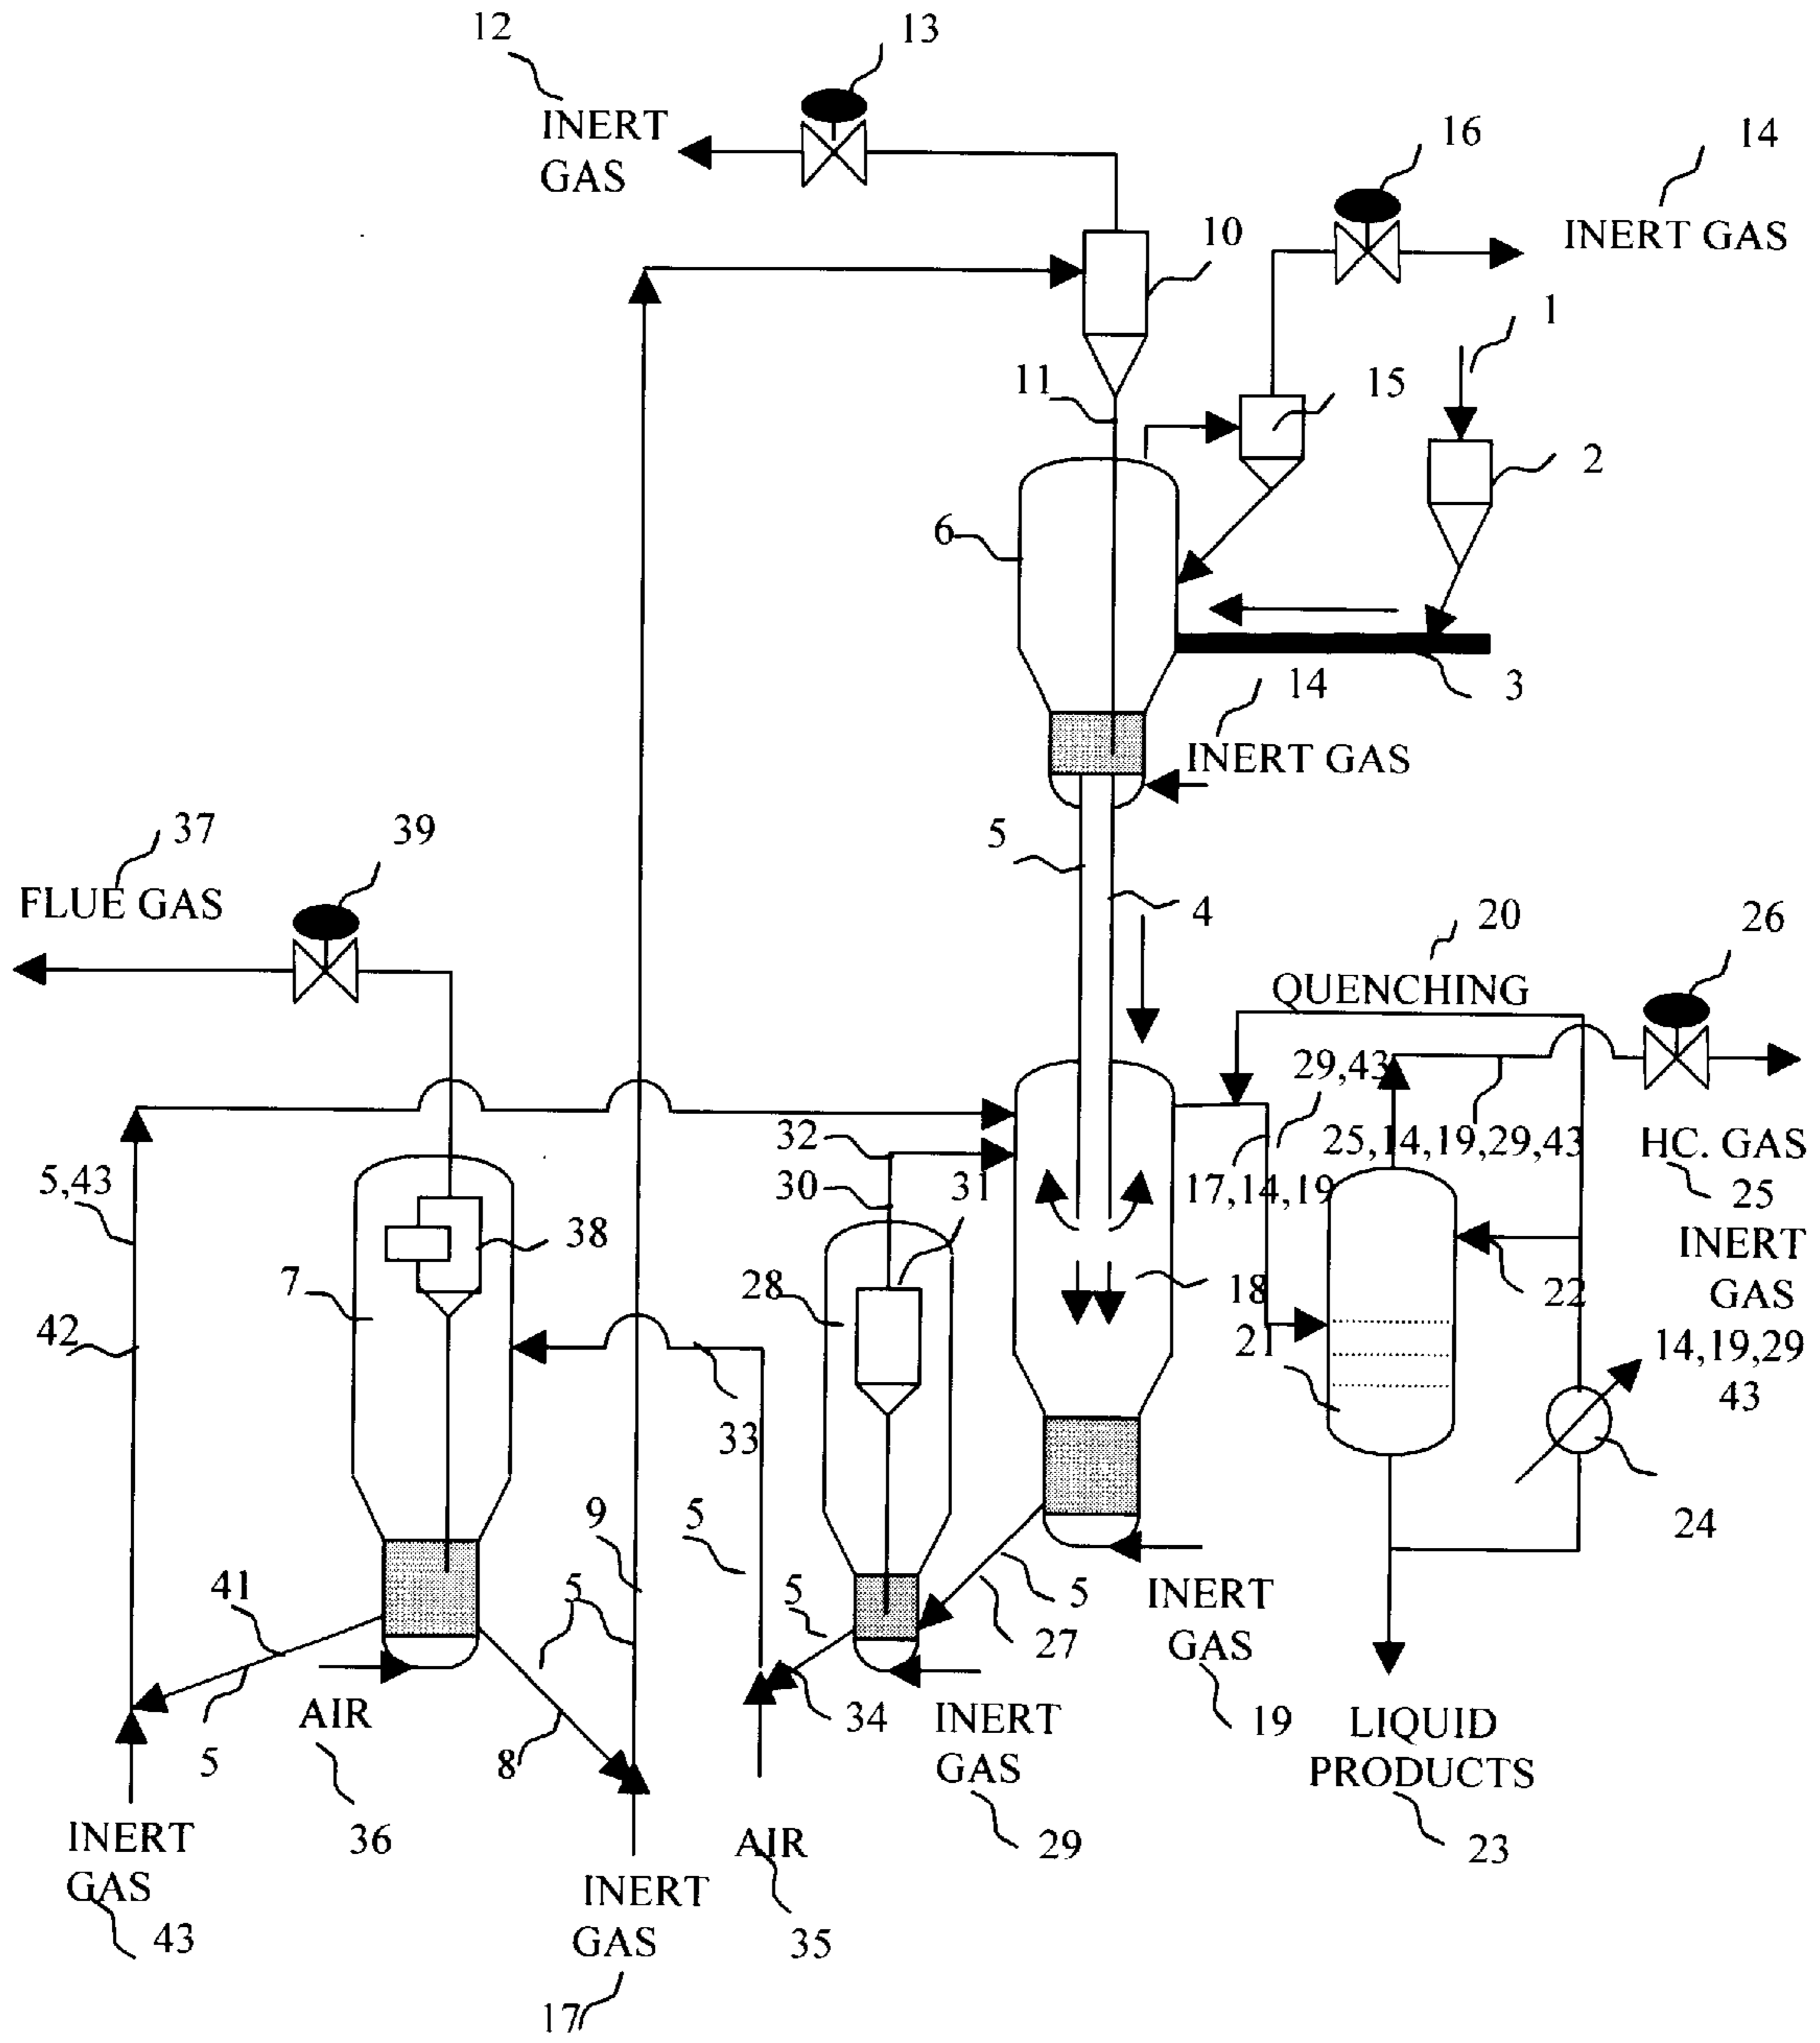 12
13
INERT
GAS
16
14
INERT GAS
10
1
11
15
2
6
14
3
INERT GAS
5
37
39
FLUE GAS
4
20
26
QUENCHING
29,43
32
25,14,19,29,43
HC. GAS
25
5,43
30
31
17,14,19
INERT
GAS
38
7
28
18
22
42
21
14,19,29
43
33
9
5
24
41
5
5
5
INERT
GAS
27
AIR
34
INERT
GAS
19
LIQUID
PRODUCTS
5
8
36
INERT
GAS
AIR
29
23
43
INERT
GAS
35
17